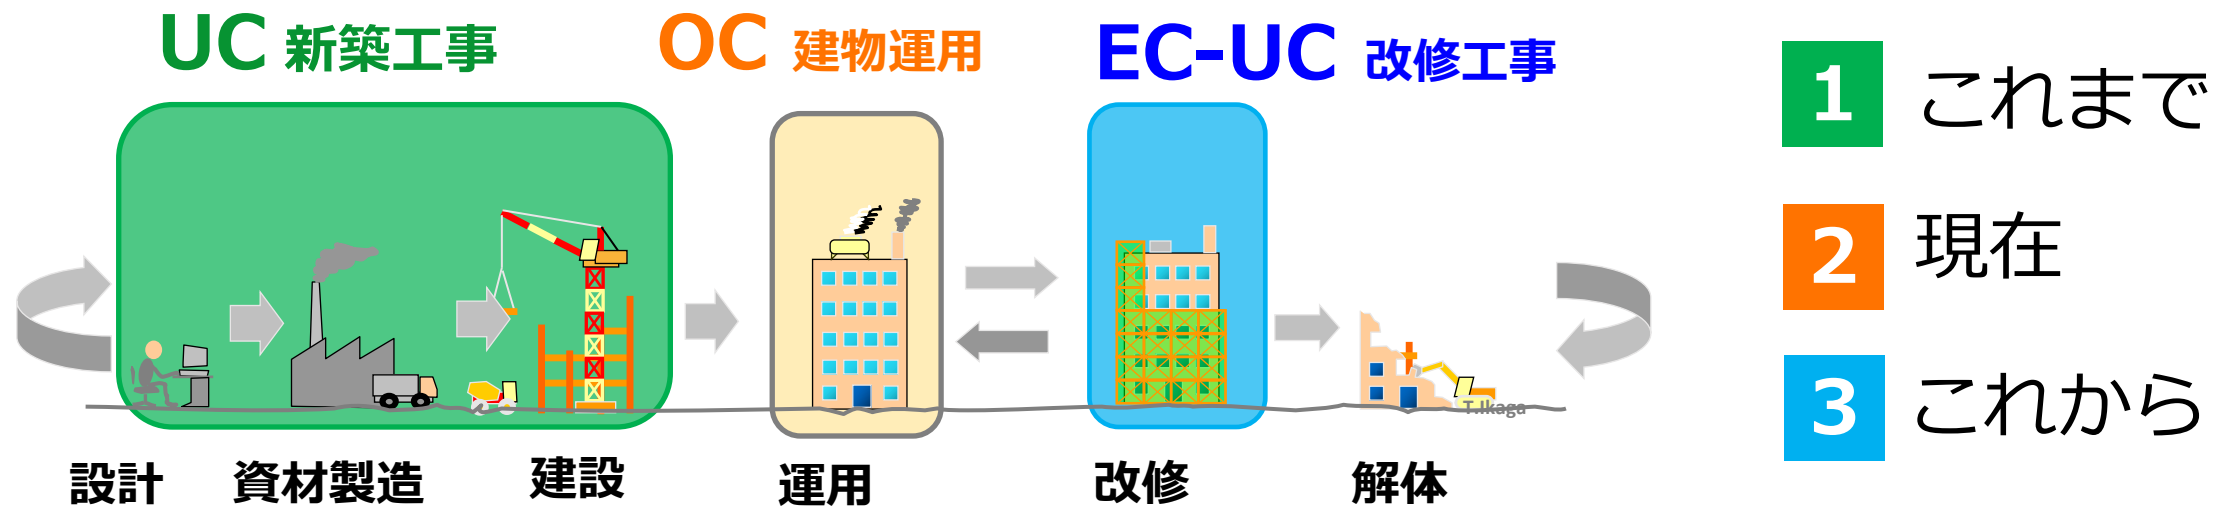 UC 新築工事
OC 建物運用
EC-UC 改修工事
1 これまで
2 現在
3 これから
T.Ikaga
設計
資材製造
建設
運用
改修
解体